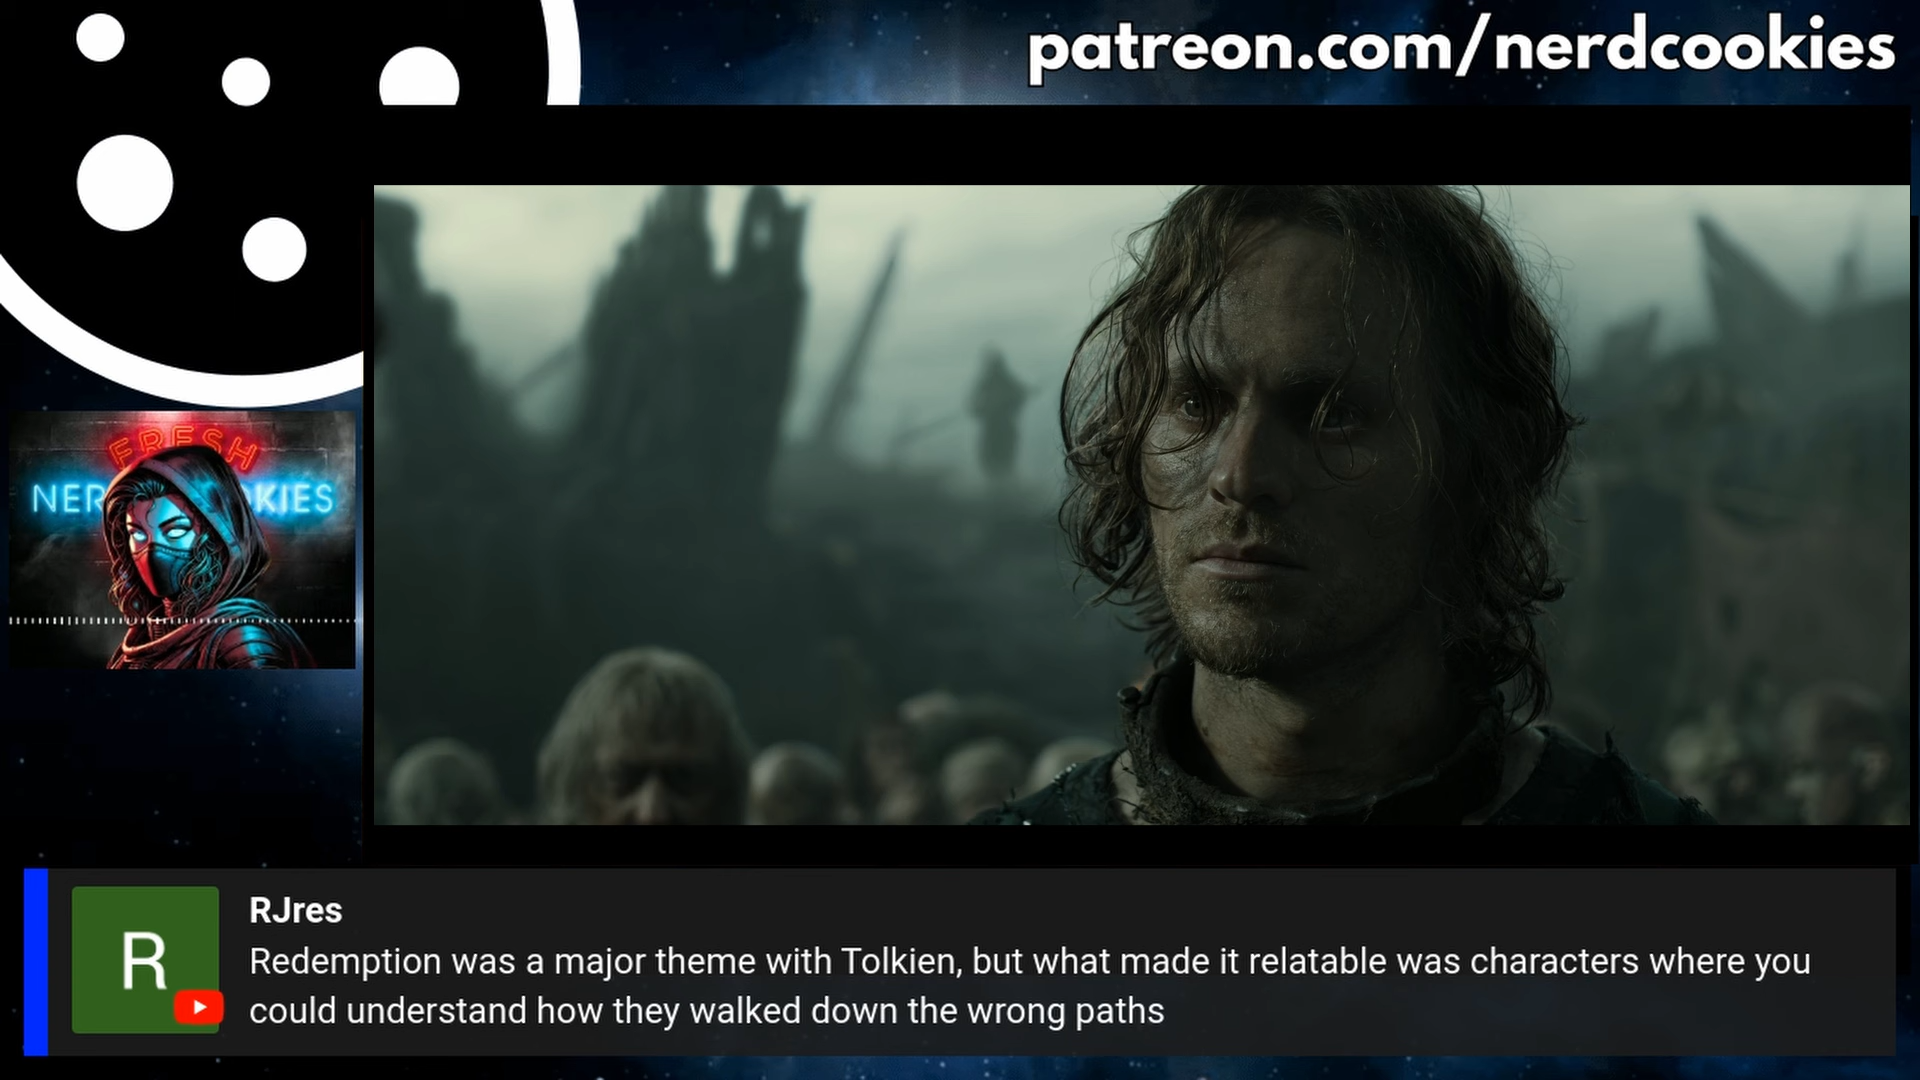 patreon.com/nerdcookies
FRESH
NER OKIES
R
RJres
Redemption was a major theme with Tolkien, but what made it relatable was characters where you
could understand how they walked down the wrong paths